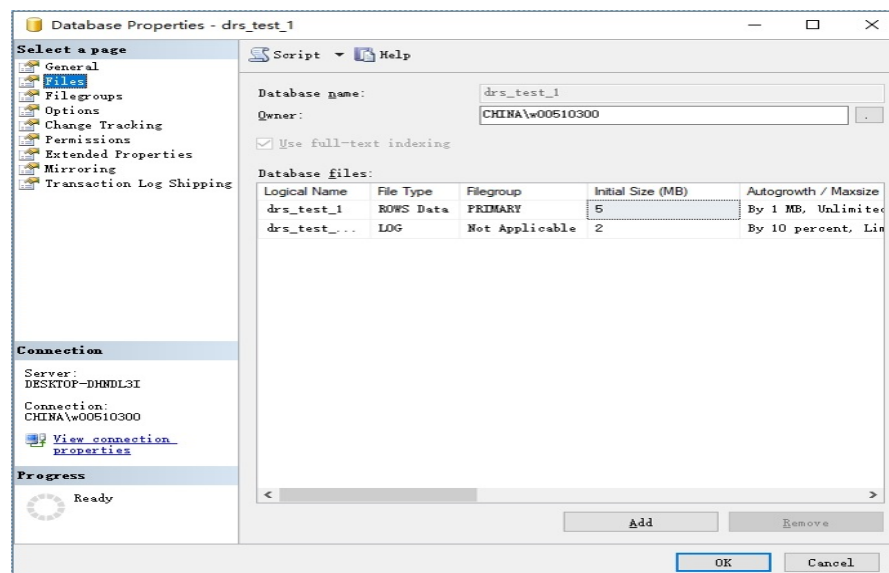 Database Properties - drs_test_1
Select a page
General
Files
Filegroups
Options
Change Tracking
Permissions
Extended Properties
Mirroring
Transaction Log Shipping
Connection
Server:
DESKTOP-DHNDL3I
Connection:
CHINA\w00510300
View connection
properties
Progress
Ready
Script Help
Database name: drs_test_1
Owner: CHINA\w00510300 .
Use full-text indexing
Database files:
Logical Name File Type Filegroup Initial Size (MB) Autogrowth / Maxsize
drs_test_1 ROWS Data PRIMARY 5 By 1 MB, Unlimited
drs_test_... LOG Not Applicable 2 By 10 percent, Lim
Add Remove
OK Cancel